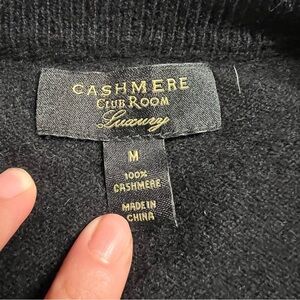 CASHMERE
CLUB ROOM
Luxury
M
100%
CASHMERE
MADE IN
CHINA